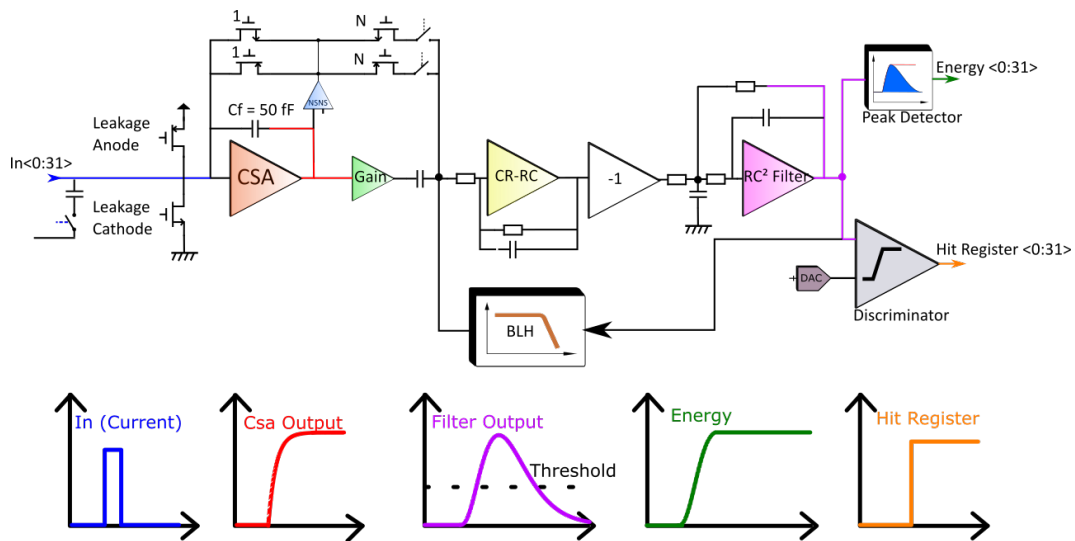 1
N
1
N
NSNS
Cf = 50 fF
Leakage
Anode
In<0:31>
CSA
Gain
Leakage
Cathode
CR-RC
-1
RC² Filter
Energy <0:31>
Peak Detector
Hit Register <0:31>
DAC
Discriminator
BLH
In (Current)
Csa Output
Filter Output
Threshold
Energy
Hit Register